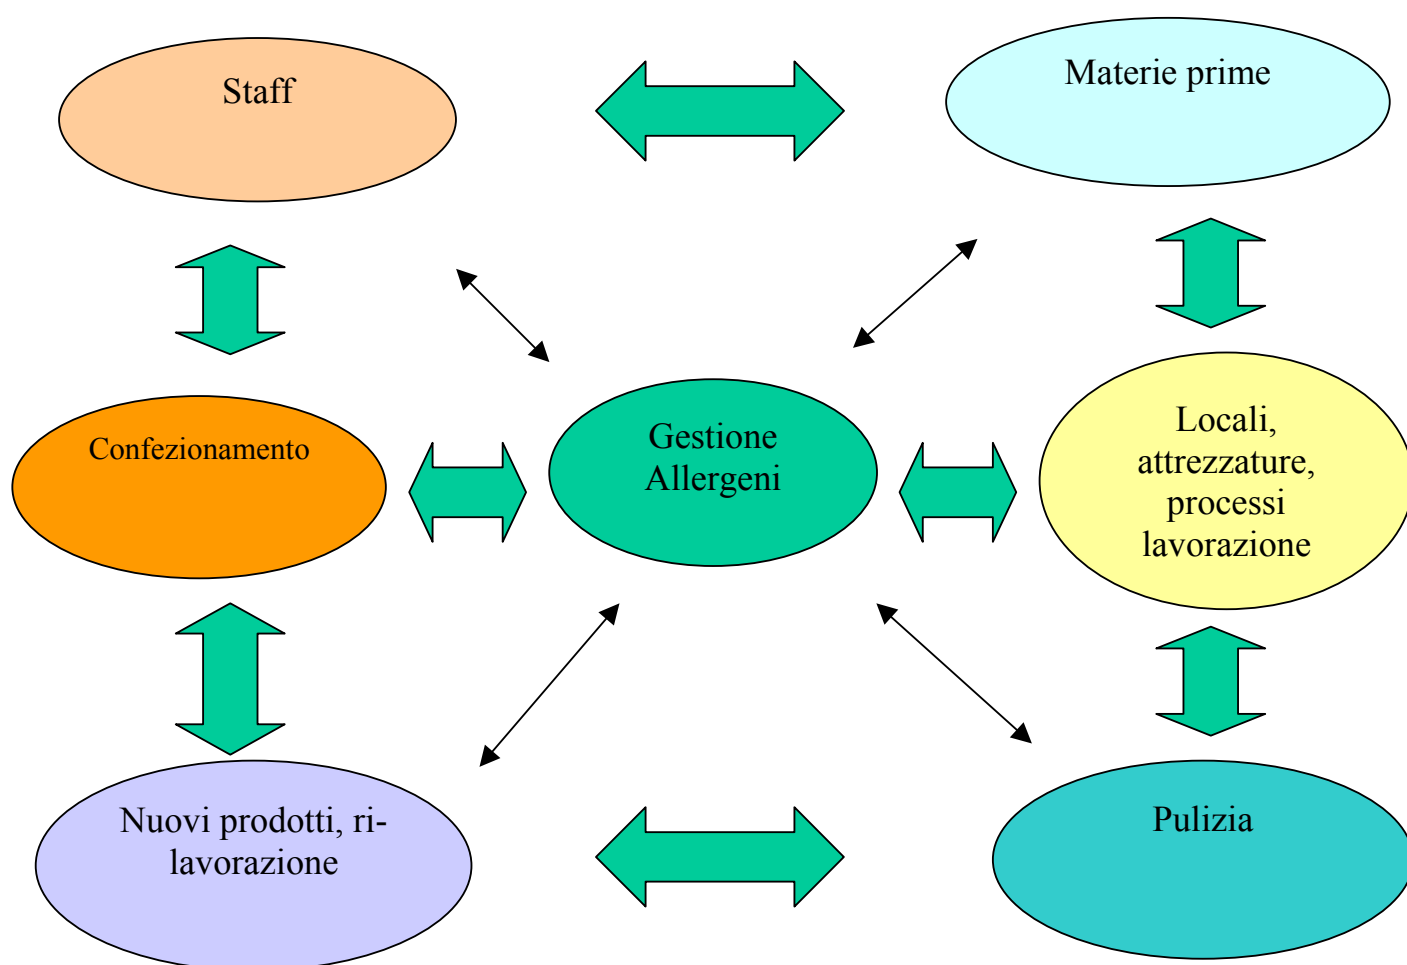 Staff
Materie prime
Confezionamento
Gestione
Allergeni
Locali,
attrezzature,
processi
lavorazione
Nuovi prodotti, ri-
lavorazione
Pulizia